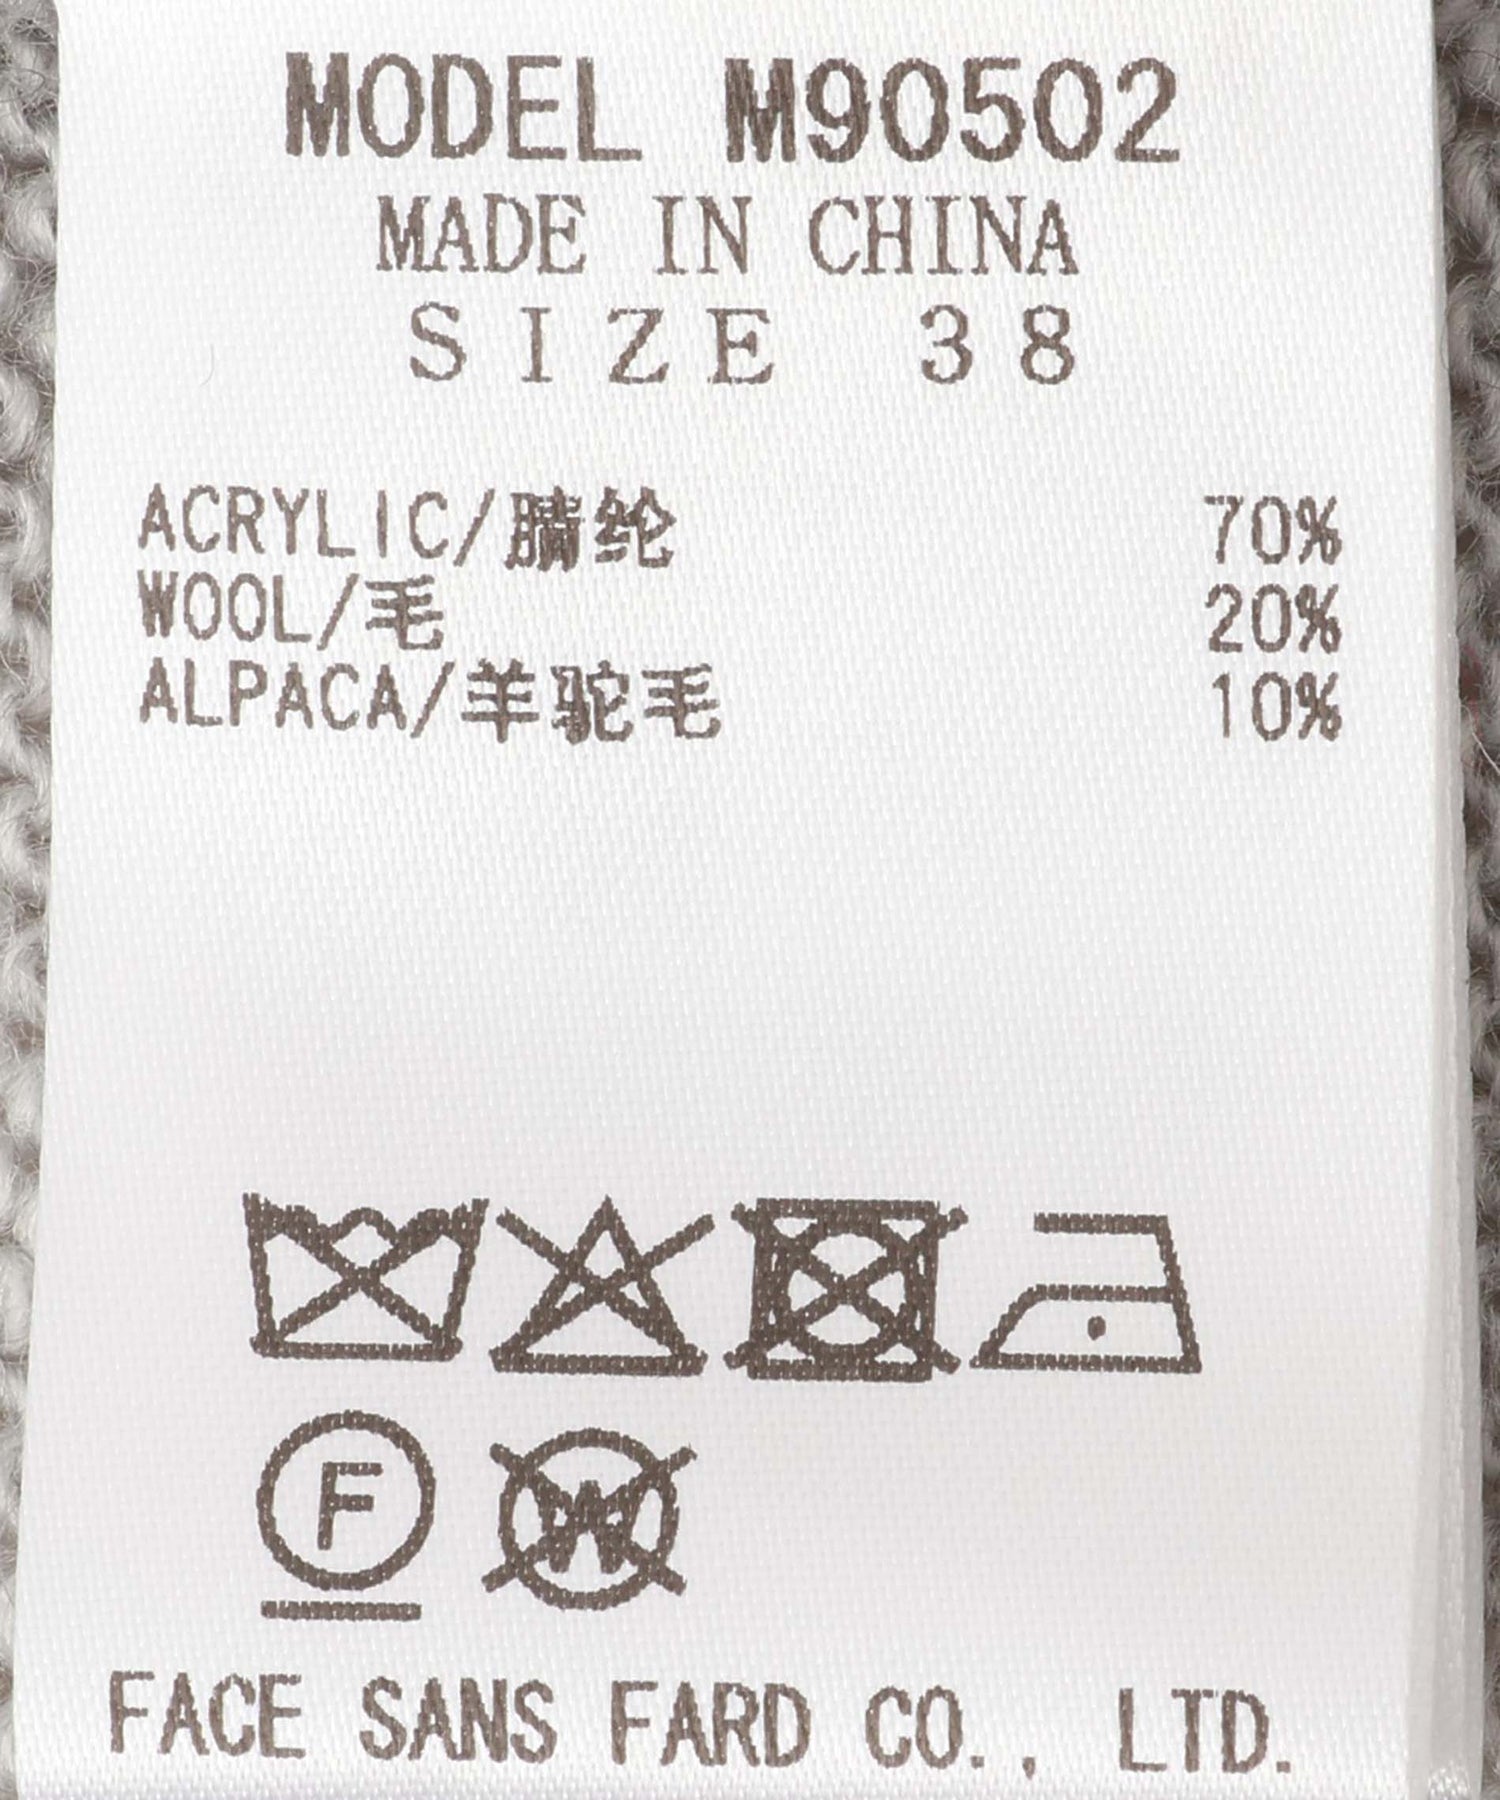 MODEL M90502
MADE IN CHINA
SIZE 38
ACRYLIC/腈纶 70%
WOOL/毛 20%
ALPACA/羊驼毛 10%
F W
FACE SANS FARD CO., LTD.